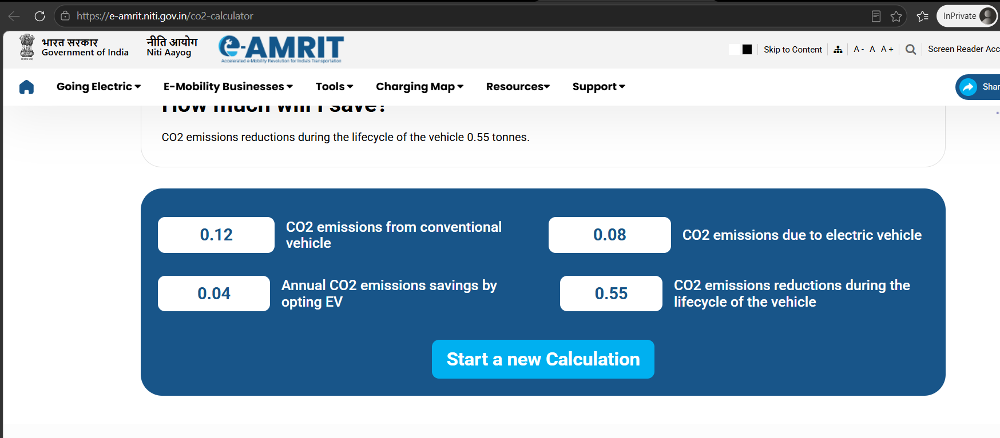 https://e-amrit.niti.gov.in/co2-calculator
InPrivate
भारत सरकार
Government of India
नीति आयोग
Niti Aayog
e-AMRIT
Accelerated e-Mobility Revolution for India's Transportation
Skip to Content
A - A A +
Screen Reader Acc
Going Electric
E-Mobility Businesses
Tools
Charging Map
Resources
Support
Shar
How much will I save?
CO2 emissions reductions during the lifecycle of the vehicle 0.55 tonnes.
0.12
CO2 emissions from conventional
vehicle
0.08
CO2 emissions due to electric vehicle
0.04
Annual CO2 emissions savings by
opting EV
0.55
CO2 emissions reductions during the
lifecycle of the vehicle
Start a new Calculation